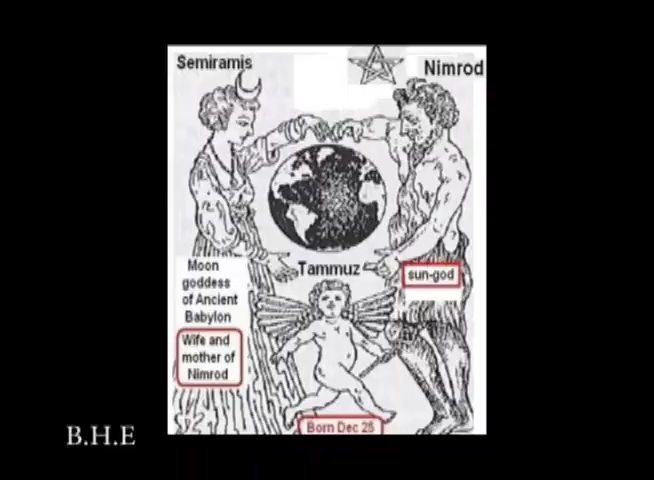 Semiramis
Nimrod
Tammuz
sun-god
Moon
goddess
of Ancient
Babylon
Wife and
mother of
Nimrod
Born Dec 25
B.H.E